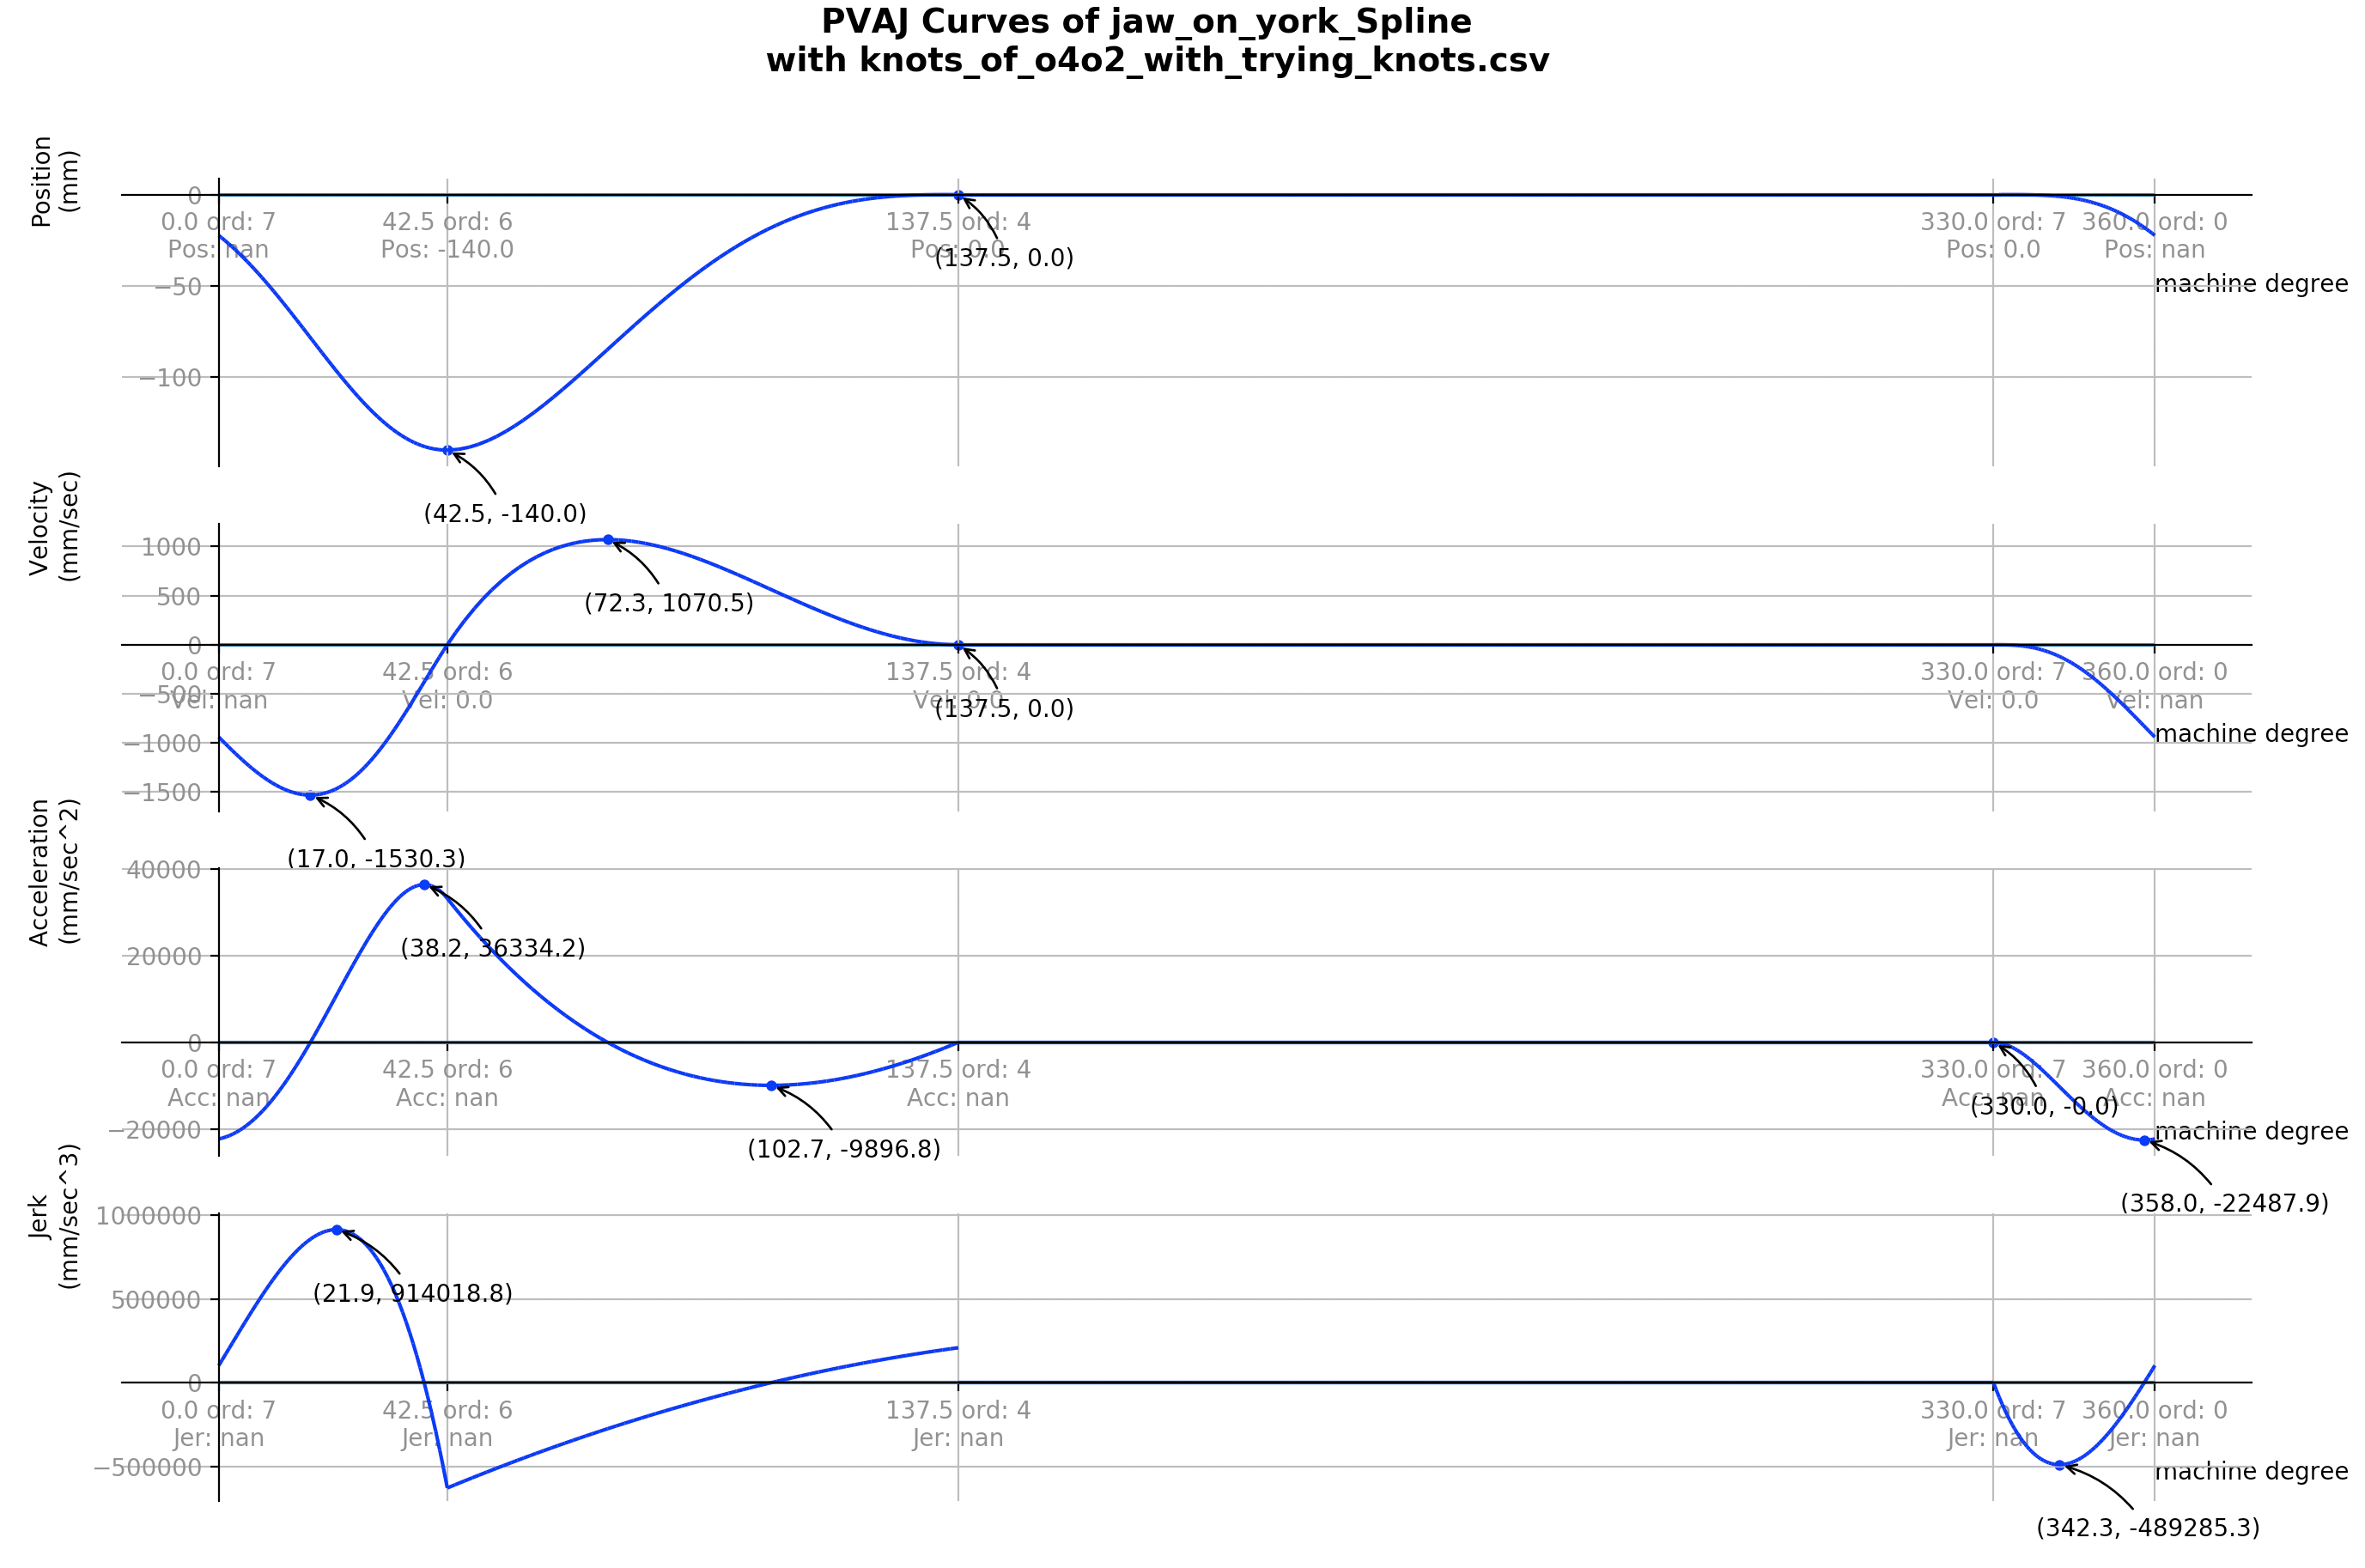 PVAJ Curves of jaw_on_york_Spline
with knots_of_o4o2_with_trying_knots.csv
Position
(mm)
0
−50
−100
0.0 ord: 7
Pos: nan
42.5 ord: 6
Pos: -140.0
137.5 ord: 4
Pos: 0.0
330.0 ord: 7
Pos: 0.0
360.0 ord: 0
Pos: nan
(137.5, 0.0)
machine degree
(42.5, -140.0)
Velocity
(mm/sec)
1000
500
0
−500
−1000
−1500
(72.3, 1070.5)
0.0 ord: 7
Vel: nan
42.5 ord: 6
Vel: 0.0
137.5 ord: 4
Vel: 0.0
330.0 ord: 7
Vel: 0.0
360.0 ord: 0
Vel: nan
(137.5, 0.0)
machine degree
(17.0, -1530.3)
Acceleration
(mm/sec^2)
40000
20000
0
−20000
(38.2, 36334.2)
0.0 ord: 7
Acc: nan
42.5 ord: 6
Acc: nan
137.5 ord: 4
Acc: nan
330.0 ord: 7
Acc: nan
360.0 ord: 0
Acc: nan
(330.0, -0.0)
machine degree
(102.7, -9896.8)
(358.0, -22487.9)
Jerk
(mm/sec^3)
1000000
500000
0
−500000
(21.9, 914018.8)
0.0 ord: 7
Jer: nan
42.5 ord: 6
Jer: nan
137.5 ord: 4
Jer: nan
330.0 ord: 7
Jer: nan
360.0 ord: 0
Jer: nan
machine degree
(342.3, -489285.3)